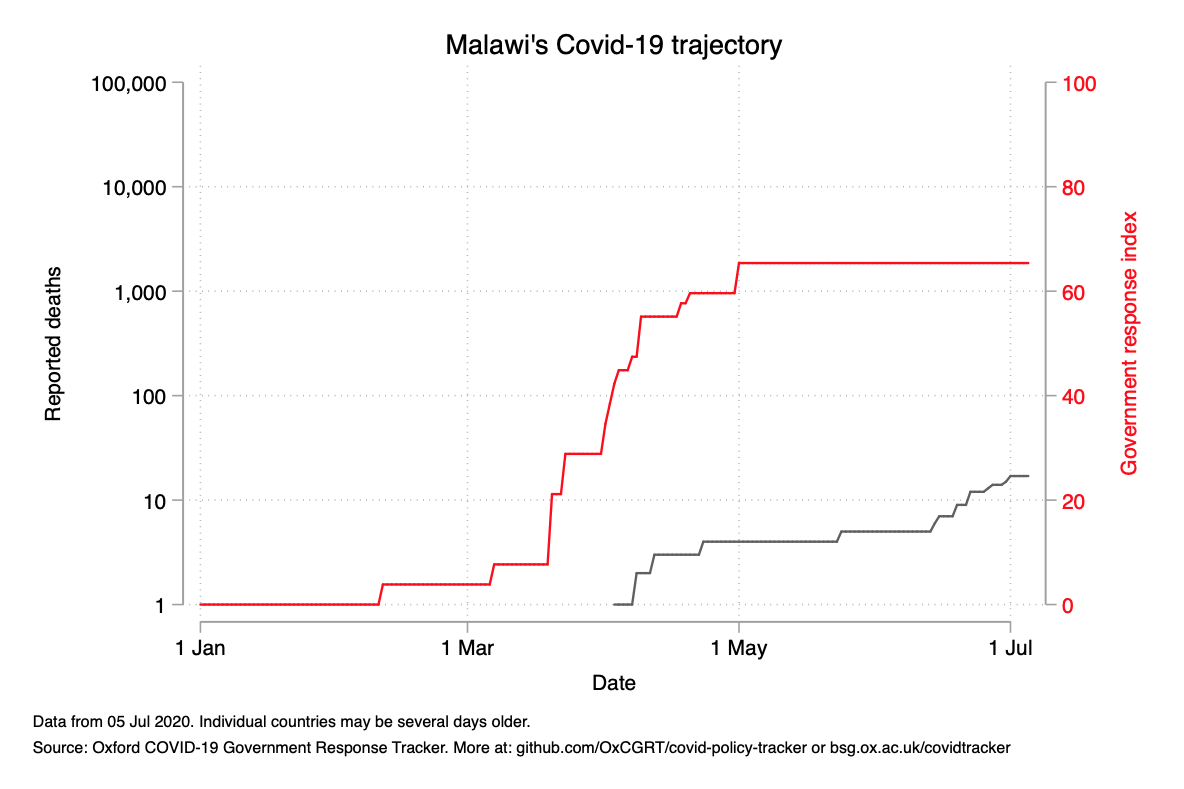 Malawi's Covid-19 trajectory
100,000
10,000
1,000
100
10
1
Reported deaths
100
80
60
40
20
0
Government response index
1 Jan 1 Mar 1 May 1 Jul
Date
Data from 05 Jul 2020. Individual countries may be several days older.
Source: Oxford COVID-19 Government Response Tracker. More at: github.com/OxCGRT/covid-policy-tracker or bsg.ox.ac.uk/covidtracker